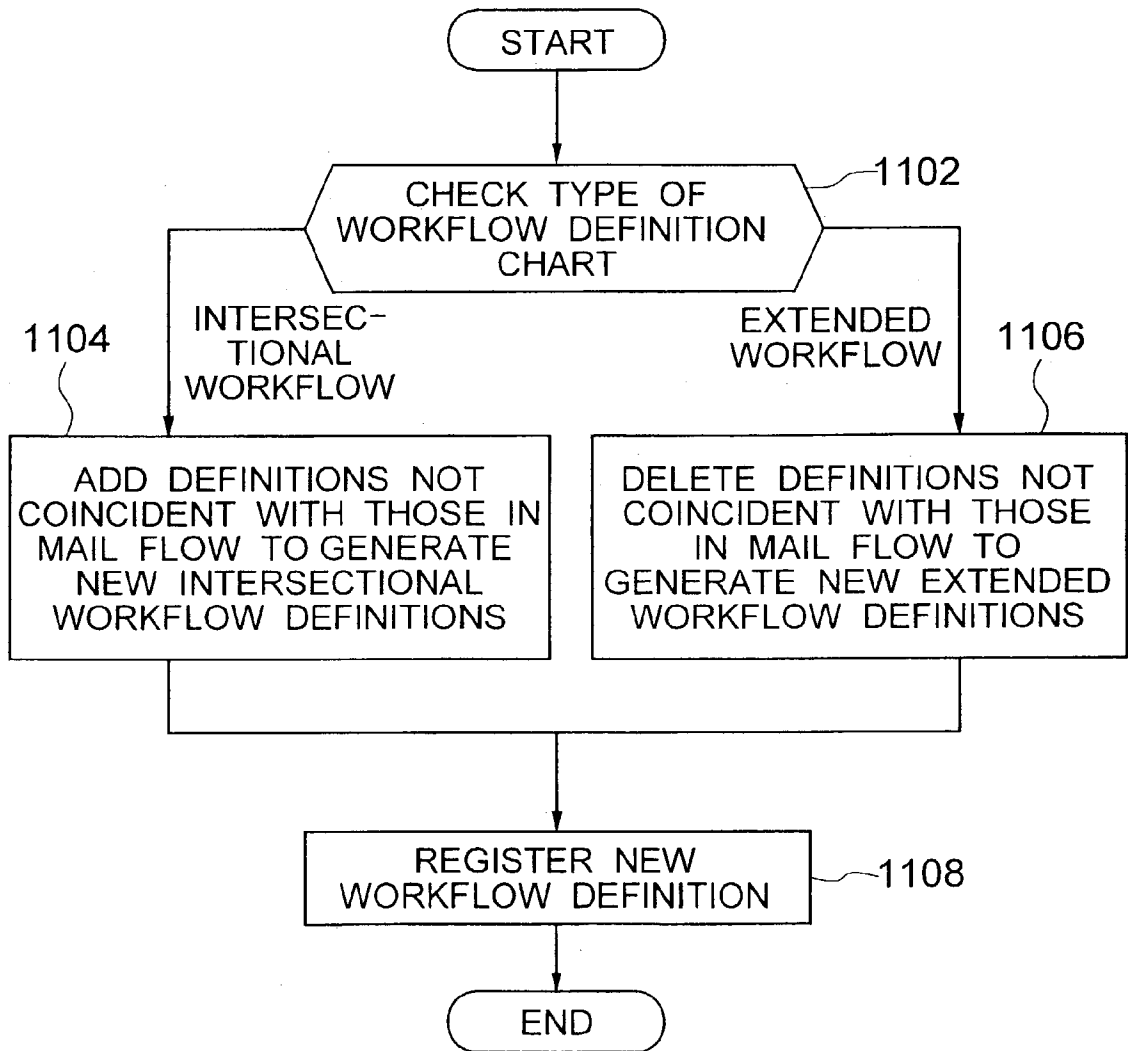 START
CHECK TYPE OF
WORKFLOW DEFINITION
CHART
1102
INTERSEC-
TIONAL
WORKFLOW
EXTENDED
WORKFLOW
1104
1106
ADD DEFINITIONS NOT
COINCIDENT WITH THOSE IN
MAIL FLOW TO GENERATE
NEW INTERSECTIONAL
WORKFLOW DEFINITIONS
DELETE DEFINITIONS NOT
COINCIDENT WITH THOSE
IN MAIL FLOW TO
GENERATE NEW EXTENDED
WORKFLOW DEFINITIONS
REGISTER NEW
WORKFLOW DEFINITION
1108
END